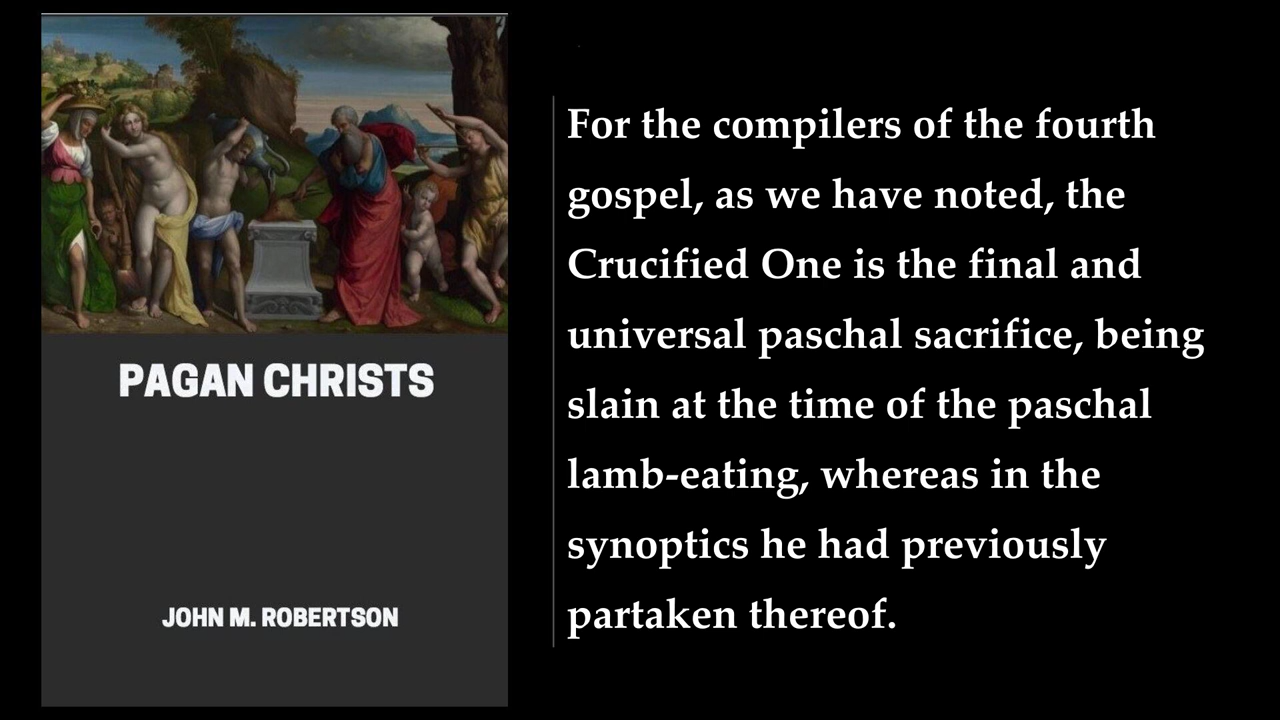 PAGAN CHRISTS
JOHN M. ROBERTSON
For the compilers of the fourth
gospel, as we have noted, the
Crucified One is the final and
universal paschal sacrifice, being
slain at the time of the paschal
lamb-eating, whereas in the
synoptics he had previously
partaken thereof.